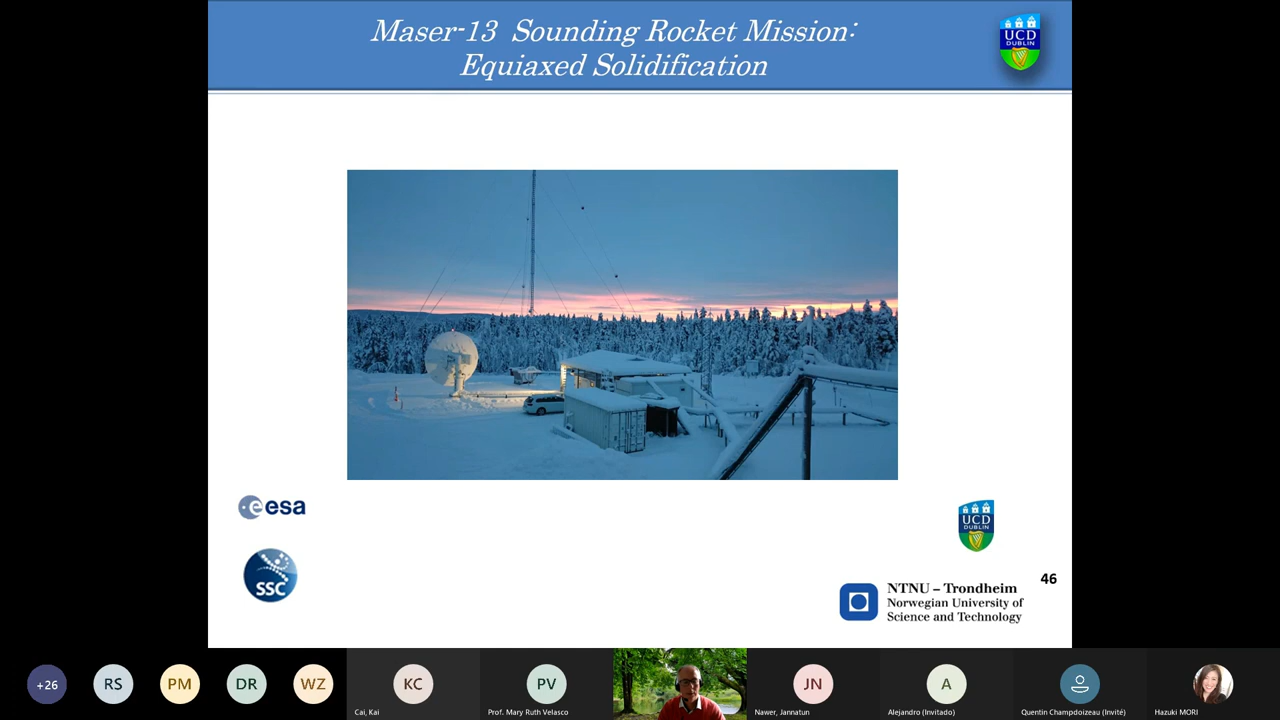 Maser-13 Sounding Rocket Mission:
Equiaxed Solidification
UCD
DUBLIN
esa
SSC
UCD
DUBLIN
46
NTNU – Trondheim
Norwegian University of
Science and Technology
+26
RS
PM
DR
WZ
KC
PV
JN
A
Cai, Kai
Prof. Mary Ruth Velasco
Nawer, Jannatun
Alejandro (Invitado)
Quentin Champdoizeau (Invité)
Hazuki MORI